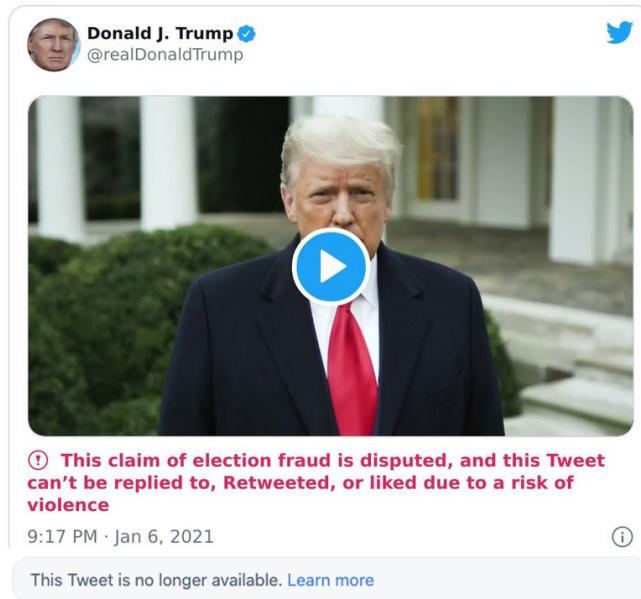 Donald J. Trump
@realDonaldTrump
This claim of election fraud is disputed, and this Tweet
can’t be replied to, Retweeted, or liked due to a risk of
violence
9:17 PM · Jan 6, 2021
This Tweet is no longer available. Learn more